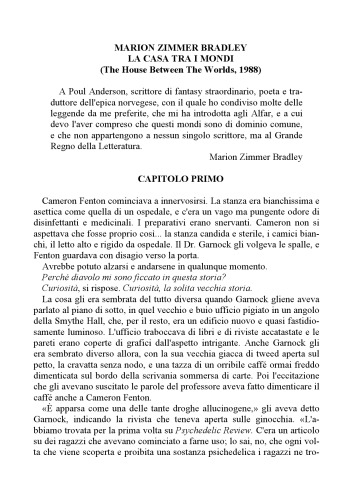 MARION ZIMMER BRADLEY
LA CASA TRA I MONDI
(The House Between The Worlds, 1988)
A Poul Anderson, scrittore di fantasy straordinario, poeta e tra-
duttore dell'epica norvegese, con il quale ho condiviso molte delle
leggende da me preferite, che mi ha introdotta agli Alfar, e a cui
devo l'aver compreso che questi mondi sono di dominio comune,
e che non appartengono a nessun singolo scrittore, ma al Grande
Regno della Letteratura.
Marion Zimmer Bradley
CAPITOLO PRIMO
Cameron Fenton cominciava a innervosirsi. La stanza era bianchissima e
asettica come quella di un ospedale, e c'era un vago ma pungente odore di
disinfettanti e medicinali. I preparativi erano snervanti. Cameron non si
aspettava che fosse proprio così... la stanza candida e sterile, i camici bian-
chi, il letto alto e rigido da ospedale. Il Dr. Garnock gli volgeva le spalle, e
Fenton guardava con disagio verso la porta.
Avrebbe potuto alzarsi e andarsene in qualunque momento.
Perché diavolo mi sono ficcato in questa storia?
Curiosità, si rispose. Curiosità, la solita vecchia storia.
La cosa gli era sembrata del tutto diversa quando Garnock gliene aveva
parlato al piano di sotto, in quel vecchio e buio ufficio pigiato in un angolo
della Smythe Hall, che, per il resto, era un edificio nuovo e quasi fastidio-
samente luminoso. L'ufficio traboccava di libri e di riviste accatastate e le
pareti erano coperte di grafici dall'aspetto intrigante. Anche Garnock gli
era sembrato diverso allora, con la sua vecchia giacca di tweed aperta sul
petto, la cravatta senza nodo, e una tazza di un orribile caffè ormai freddo
dimenticata sul bordo della scrivania sommersa di carte. Poi l'eccitazione
che gli avevano suscitato le parole del professore aveva fatto dimenticare il
caffè anche a Cameron Fenton.
«È apparsa come una delle tante droghe allucinogene,» gli aveva detto
Garnock, indicando la rivista che teneva aperta sulle ginocchia. «L'a-
bbiamo trovata per la prima volta su Psychedelic Review. C'era un articolo
su dei ragazzi che avevano cominciato a farne uso; lo sai, no, che ogni vol-
ta che viene scoperta e proibita una sostanza psichedelica i ragazzi ne tro-